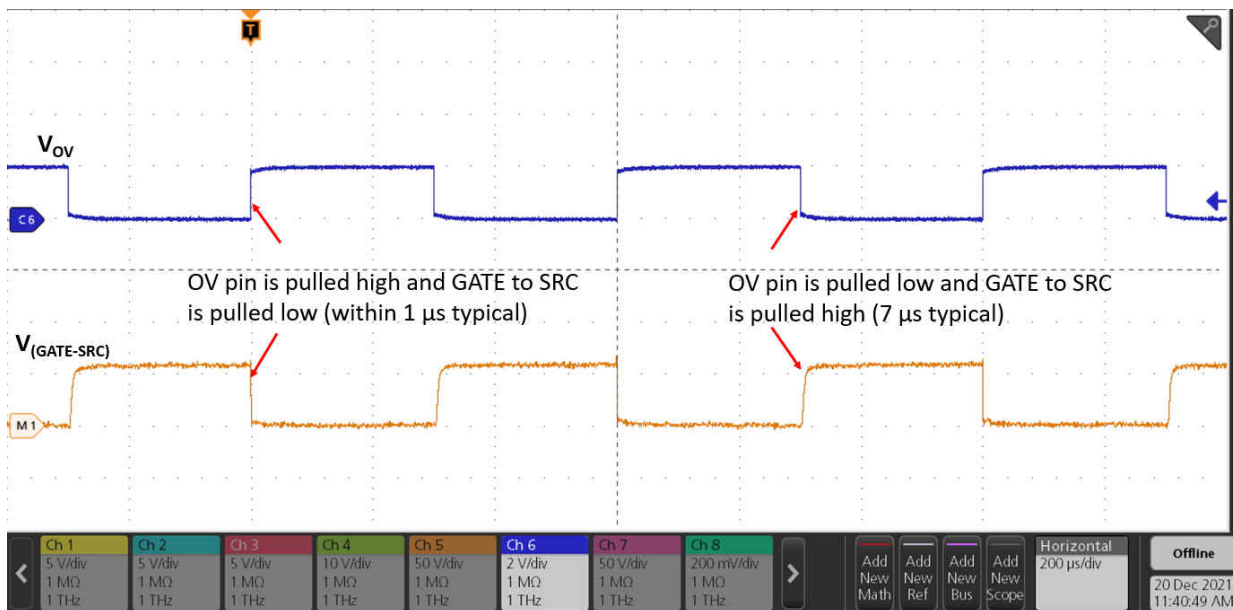 T
V_OV
C 6
OV pin is pulled high and GATE to SRC
is pulled low (within 1 µs typical)
OV pin is pulled low and GATE to SRC
is pulled high (7 µs typical)
V_(GATE-SRC)
M 1
Ch 1
5 V/div
1 MΩ
1 THz
Ch 2
5 V/div
1 MΩ
1 THz
Ch 3
5 V/div
1 MΩ
1 THz
Ch 4
10 V/div
1 MΩ
1 THz
Ch 5
50 V/div
1 MΩ
1 THz
Ch 6
2 V/div
1 MΩ
1 THz
Ch 7
50 V/div
1 MΩ
1 THz
Ch 8
200 mV/div
1 MΩ
1 THz
Add
New
Math
Add
New
Ref
Add
New
Bus
Add
New
Scope
Horizontal
200 µs/div
Offline
20 Dec 2021
11:40:49 AM